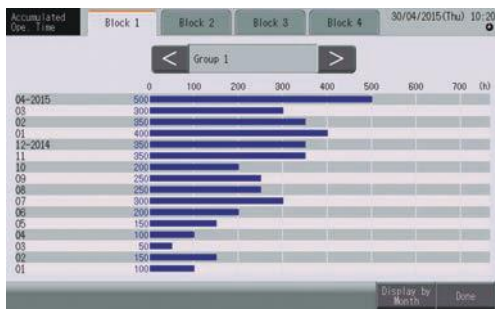 Accumulated
Ope. Time
Block 1
Block 2
Block 3
Block 4
30/04/2015(Thu) 10:20
< Group 1 >
0 100 200 300 400 500 600 700 (h)
04-2015 500
03 300
02 350
01 400
12-2014 350
11 350
10 200
09 250
08 250
07 300
06 200
05 150
04 100
03 50
02 150
01 100
Display by
Month
Done